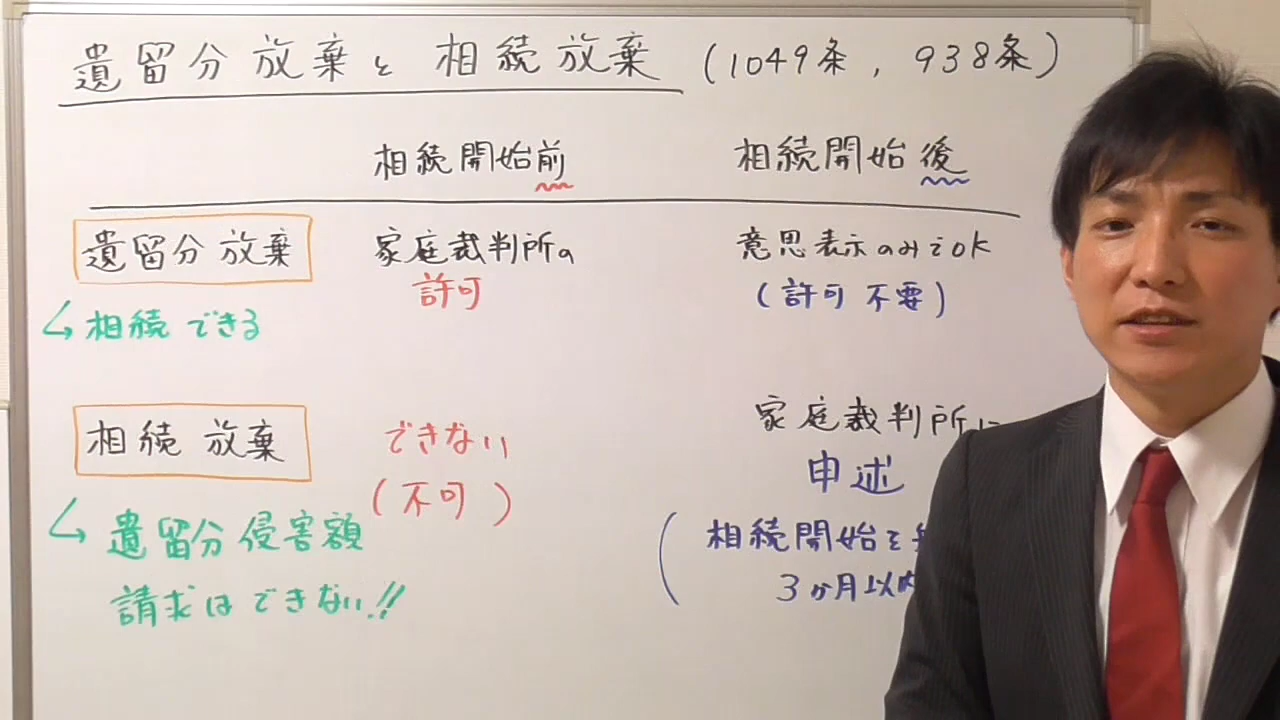 遺留分放棄と相続放棄 (1049条, 938条)
相続開始前 相続開始後
遺留分放棄 家庭裁判所の 意思表示のみでOK
許可 (許可不要)
↳相続できる
相続放棄 できない 家庭裁判所に
(不可) 申述
↳遺留分侵害額 (相続開始を
請求はできない!! 3か月以内